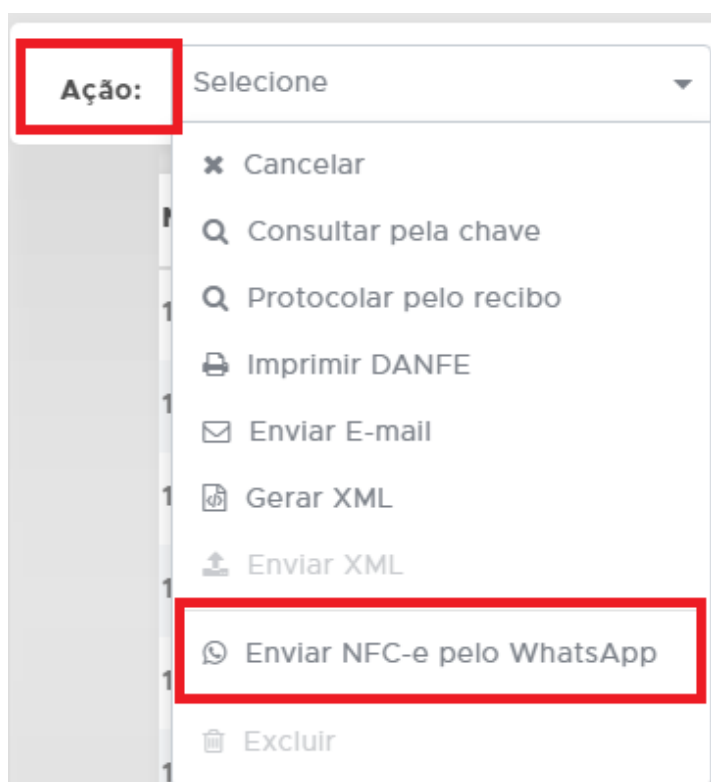 Ação:
Selecione
Cancelar
Consultar pela chave
Protocolar pelo recibo
Imprimir DANFE
Enviar E-mail
Gerar XML
Enviar XML
Enviar NFC-e pelo WhatsApp
Excluir